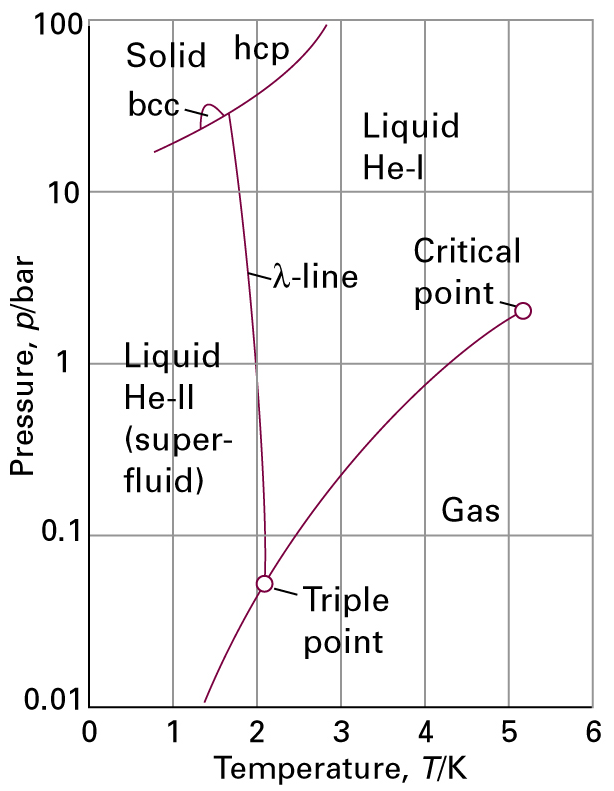 100
Solid
hcp
bcc
Liquid
He-I
10
Critical
point
λ-line
Pressure, p/bar
1
Liquid
He-II
(super-
fluid)
Gas
0.1
Triple
point
0.01
0 1 2 3 4 5 6
Temperature, T/K